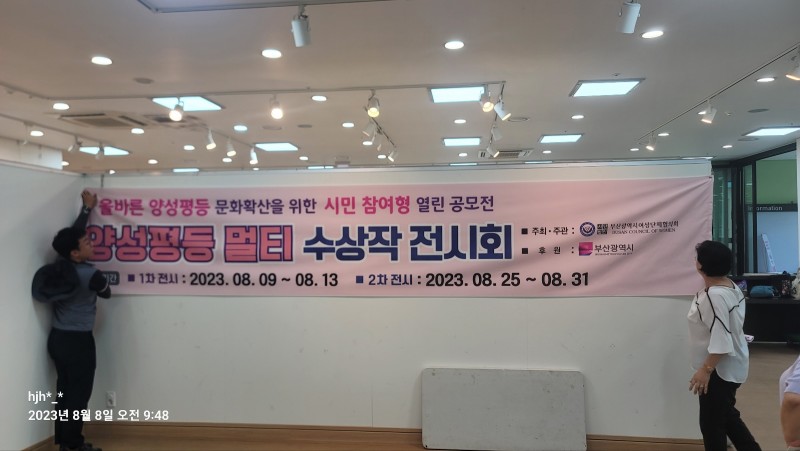 올바른 양성평등 문화확산을 위한 시민 참여형 열린 공모전
양성평등 멀티 수상작 전시회
■ 주최·주관 : 부산광역시여성단체협의회
BUSAN COUNCIL OF WOMEN
■ 후 원 : 부산광역시
■ 1차 전시 : 2023. 08. 09 ~ 08. 13 ■ 2차 전시 : 2023. 08. 25 ~ 08. 31
Information
hjh*_*
2023년 8월 8일 오전 9:48